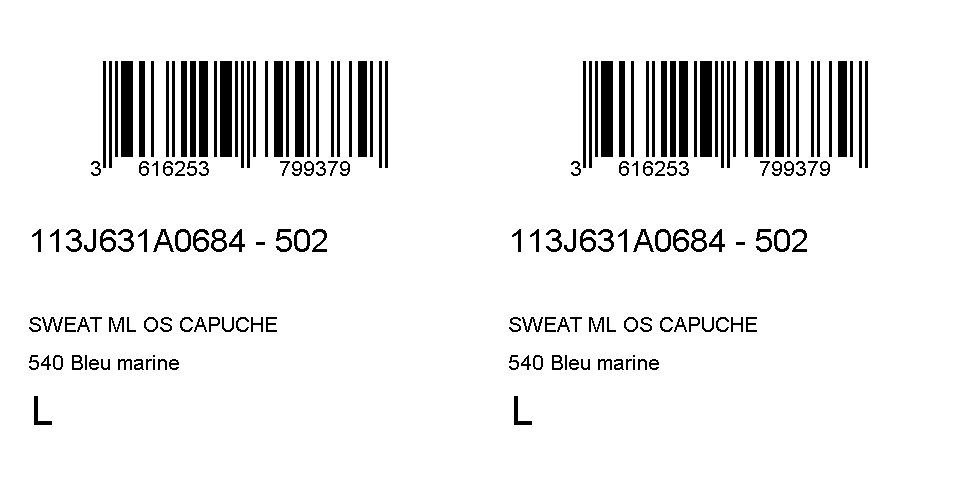 3 616253 799379
113J631A0684 - 502
SWEAT ML OS CAPUCHE
540 Bleu marine
L
3 616253 799379
113J631A0684 - 502
SWEAT ML OS CAPUCHE
540 Bleu marine
L